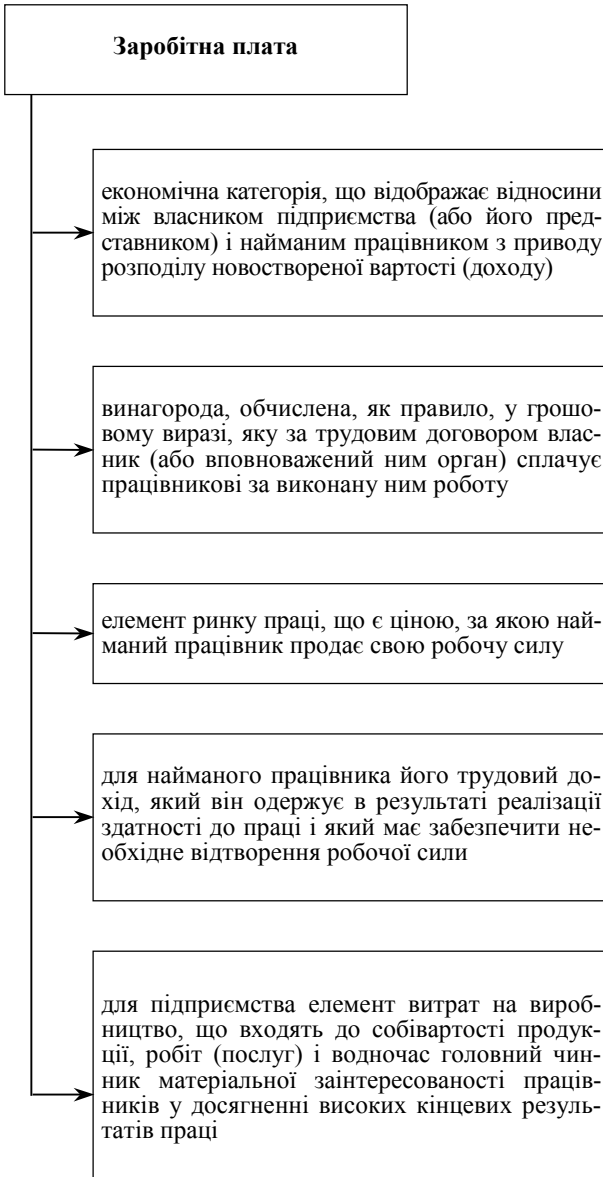 Заробітна плата
економічна категорія, що відображає відносини
між власником підприємства (або його пред-
ставником) і найманим працівником з приводу
розподілу новоствореної вартості (доходу)
винагорода, обчислена, як правило, у грошо-
вому виразі, яку за трудовим договором влас-
ник (або вповноважений ним орган) сплачує
працівникові за виконану ним роботу
елемент ринку праці, що є ціною, за якою най-
маний працівник продає свою робочу силу
для найманого працівника його трудовий до-
хід, який він одержує в результаті реалізації
здатності до праці і який має забезпечити не-
обхідне відтворення робочої сили
для підприємства елемент витрат на вироб-
ництво, що входять до собівартості продук-
ції, робіт (послуг) і водночас головний чин-
ник матеріальної заінтересованості праців-
ників у досягненні високих кінцевих резуль-
татів праці